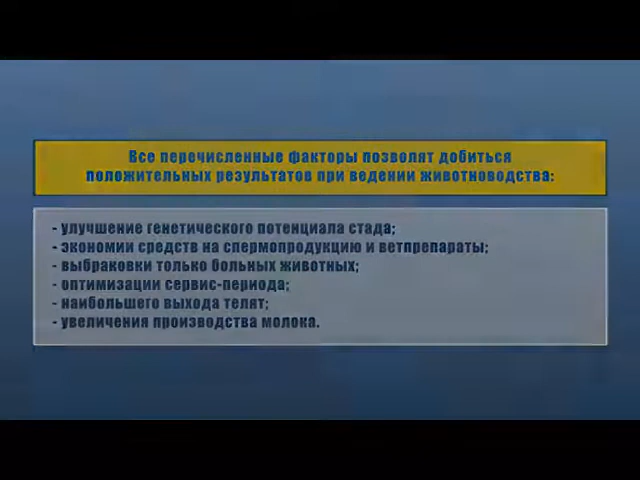 Все перечисленные факторы позволят добиться
положительных результатов при ведении животноводства:
- улучшение генетического потенциала стада;
- экономии средств на спермопродукцию и ветпрепараты;
- выбраковки только больных животных;
- оптимизации сервис-периода;
- наибольшего выхода телят;
- увеличения производства молока.